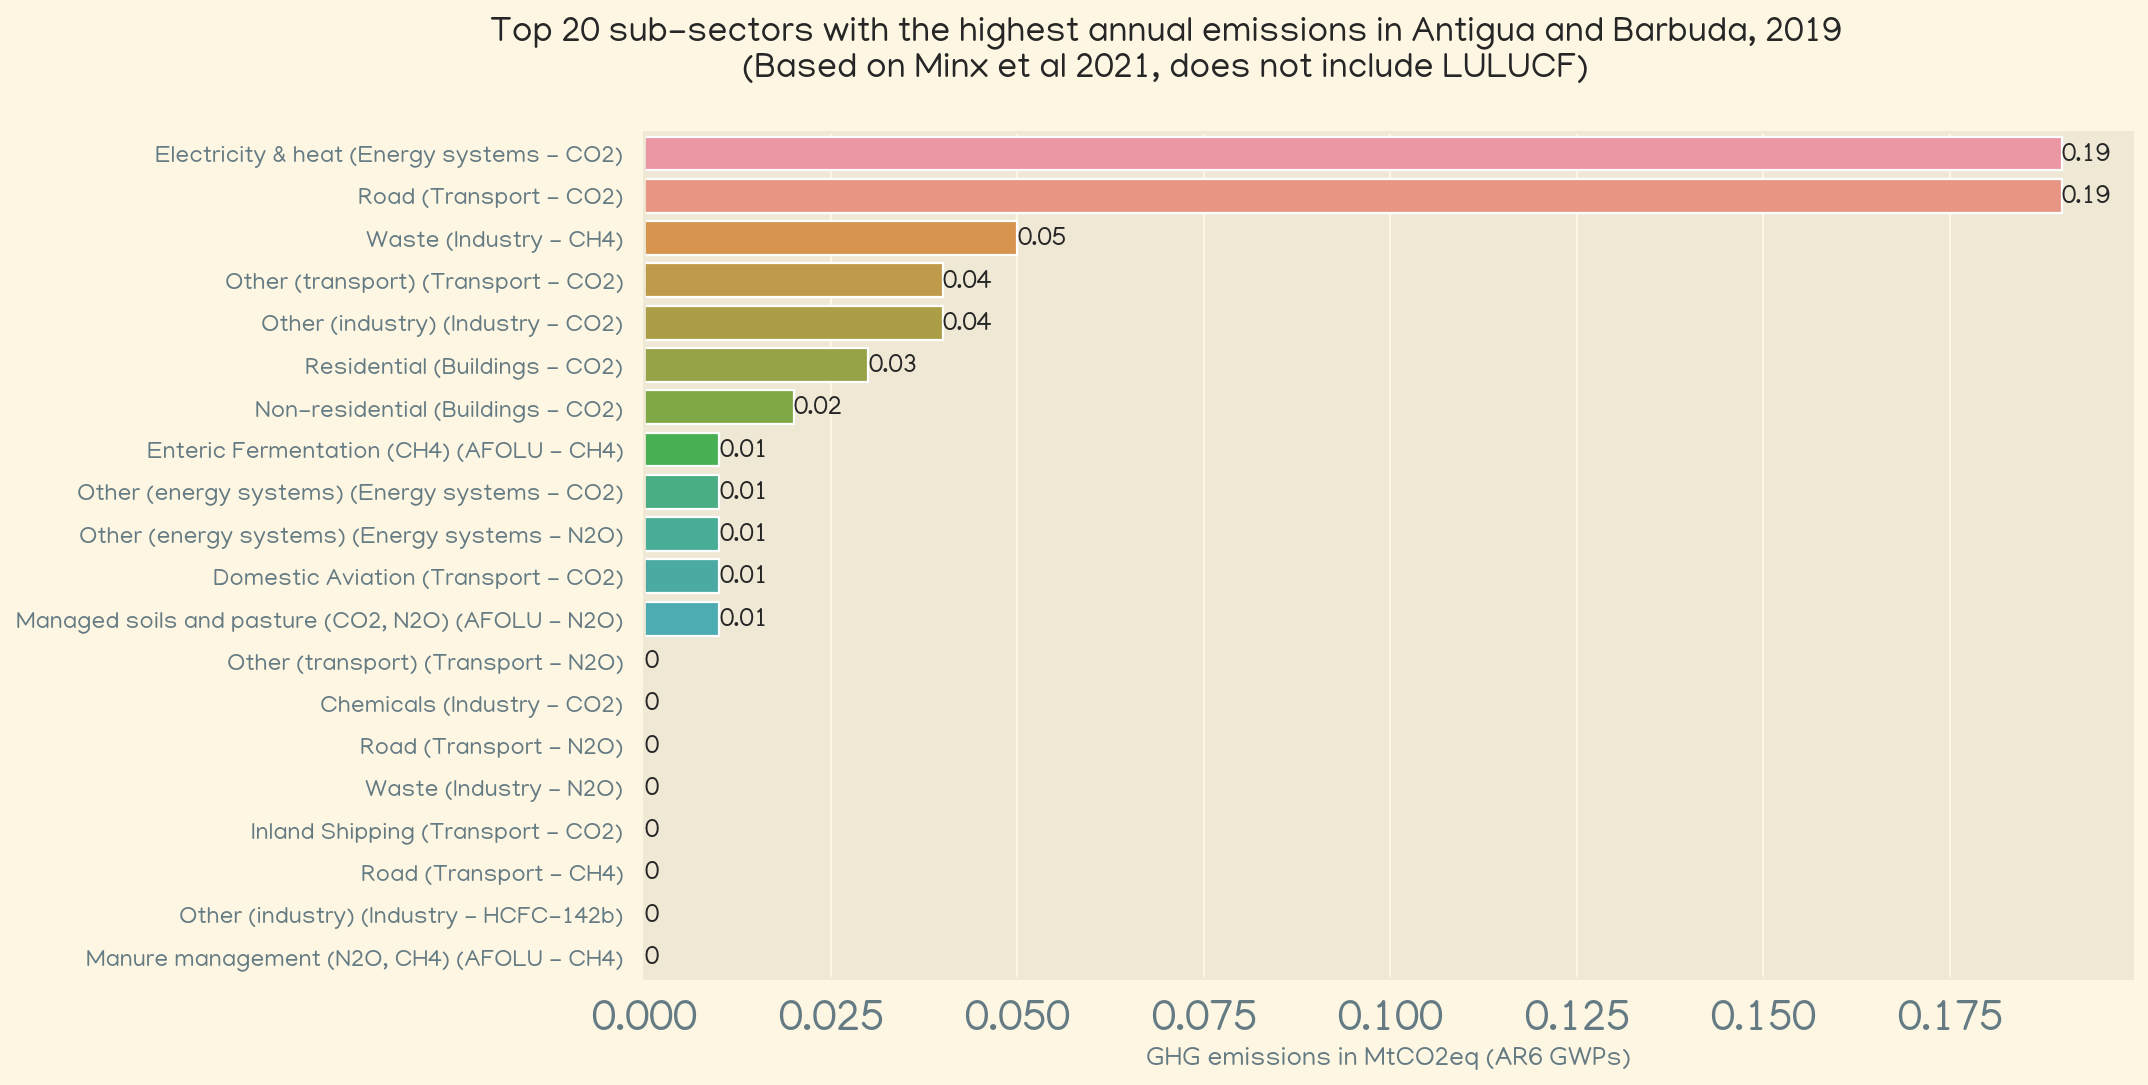 Top 20 sub-sectors with the highest annual emissions in Antigua and Barbuda, 2019
(Based on Minx et al 2021, does not include LULUCF)
Electricity & heat (Energy systems - CO2) 0.19
Road (Transport - CO2) 0.19
Waste (Industry - CH4) 0.05
Other (transport) (Transport - CO2) 0.04
Other (industry) (Industry - CO2) 0.04
Residential (Buildings - CO2) 0.03
Non-residential (Buildings - CO2) 0.02
Enteric Fermentation (CH4) (AFOLU - CH4) 0.01
Other (energy systems) (Energy systems - CO2) 0.01
Other (energy systems) (Energy systems - N2O) 0.01
Domestic Aviation (Transport - CO2) 0.01
Managed soils and pasture (CO2, N2O) (AFOLU - N2O) 0.01
Other (transport) (Transport - N2O) 0
Chemicals (Industry - CO2) 0
Road (Transport - N2O) 0
Waste (Industry - N2O) 0
Inland Shipping (Transport - CO2) 0
Road (Transport - CH4) 0
Other (industry) (Industry - HCFC-142b) 0
Manure management (N2O, CH4) (AFOLU - CH4) 0
0.000 0.025 0.050 0.075 0.100 0.125 0.150 0.175
GHG emissions in MtCO2eq (AR6 GWPs)